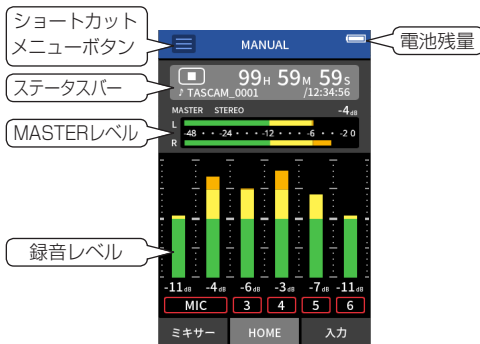 ショートカット
メニューボタン
MANUAL
電池残量
ステータスバー
99H 59M 59S
♪ TASCAM_0001 /12:34:56
MASTER STEREO -4dB
MASTERレベル
L
-48 • • -24 • • • -12 • • • -6 • • -2 0
R
録音レベル
-11dB -4dB -6dB -3dB -7dB -11dB
MIC 3 4 5 6
ミキサー HOME 入力